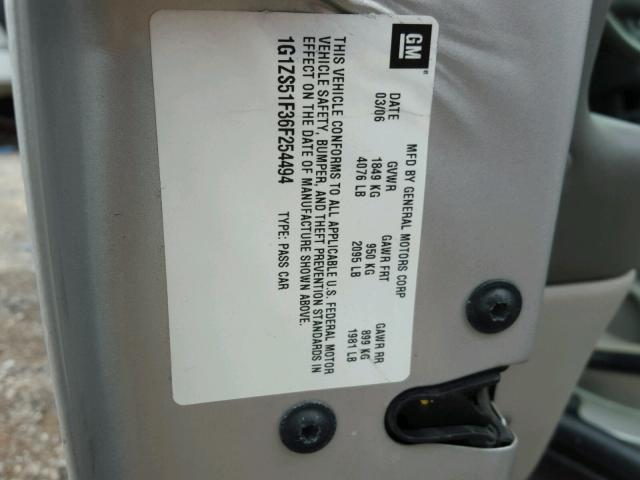 GM
®
MFD BY GENERAL MOTORS CORP
DATE GVWR GAWR FRT GAWR RR
03/06 1849 KG 950 KG 899 KG
4076 LB 2095 LB 1981 LB
THIS VEHICLE CONFORMS TO ALL APPLICABLE U.S. FEDERAL MOTOR
VEHICLE SAFETY, BUMPER, AND THEFT PREVENTION STANDARDS IN
EFFECT ON THE DATE OF MANUFACTURE SHOWN ABOVE.
1G1ZS51F36F254494 TYPE: PASS CAR